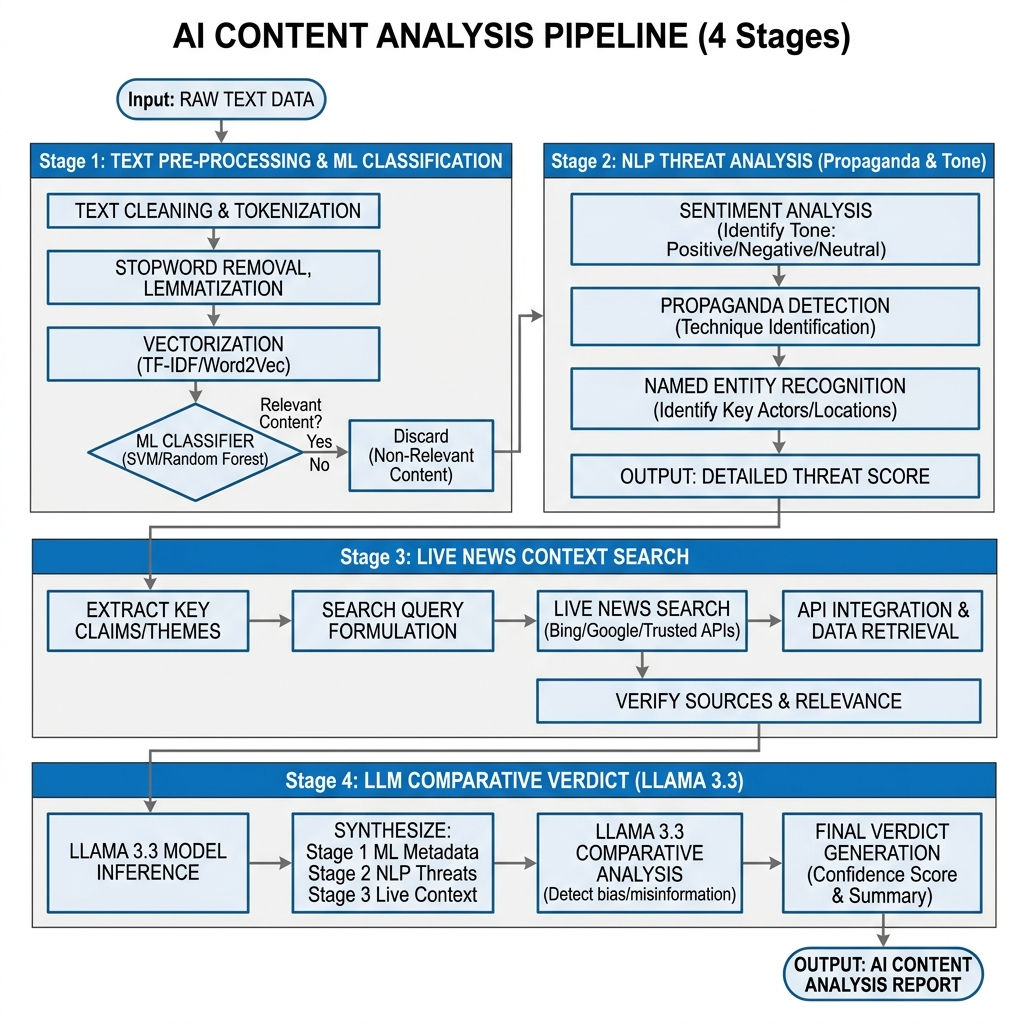 AI CONTENT ANALYSIS PIPELINE (4 Stages)
Input: RAW TEXT DATA
Stage 1: TEXT PRE-PROCESSING & ML CLASSIFICATION
TEXT CLEANING & TOKENIZATION
STOPWORD REMOVAL,
LEMMATIZATION
VECTORIZATION
(TF-IDF/Word2Vec)
ML CLASSIFIER
(SVM/Random Forest)
Relevant
Content?
Yes
No
Discard
(Non-Relevant
Content)
Stage 2: NLP THREAT ANALYSIS (Propaganda & Tone)
SENTIMENT ANALYSIS
(Identify Tone:
Positive/Negative/Neutral)
PROPAGANDA DETECTION
(Technique Identification)
NAMED ENTITY RECOGNITION
(Identify Key Actors/Locations)
OUTPUT: DETAILED THREAT SCORE
Stage 3: LIVE NEWS CONTEXT SEARCH
EXTRACT KEY
CLAIMS/THEMES
SEARCH QUERY
FORMULATION
LIVE NEWS SEARCH
(Bing/Google/Trusted APIs)
API INTEGRATION &
DATA RETRIEVAL
VERIFY SOURCES & RELEVANCE
Stage 4: LLM COMPARATIVE VERDICT (LLAMA 3.3)
LLAMA 3.3 MODEL
INFERENCE
SYNTHESIZE:
Stage 1 ML Metadata
Stage 2 NLP Threats
Stage 3 Live Context
LLAMA 3.3
COMPARATIVE
ANALYSIS
(Detect bias/misinformation)
FINAL VERDICT
GENERATION
(Confidence Score
& Summary)
OUTPUT: AI CONTENT
ANALYSIS REPORT